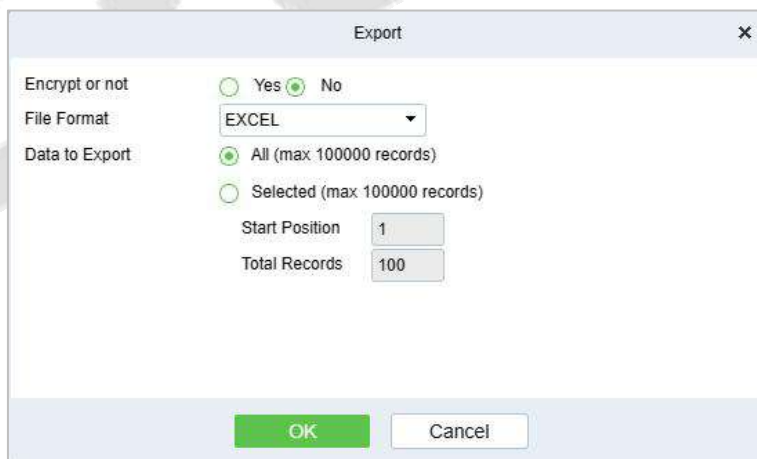 Export
Encrypt or not Yes No
File Format EXCEL
Data to Export All (max 100000 records)
Selected (max 100000 records)
Start Position 1
Total Records 100
OK Cancel